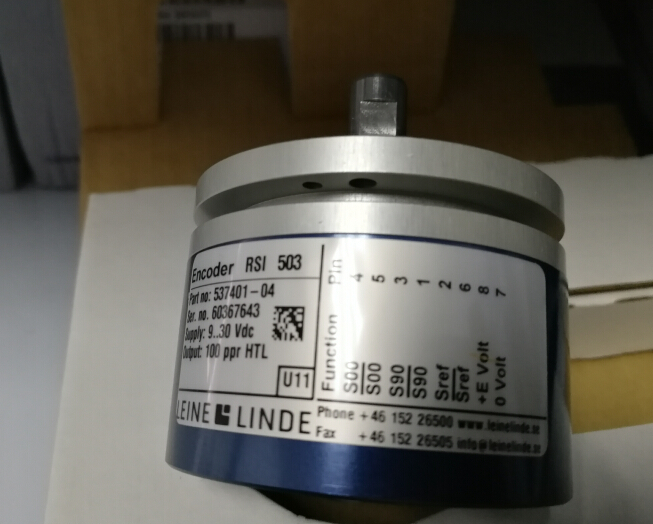 Encoder RSI 503
Part no: 537401-04
Ser. no. 60367643
Supply: 9..30 Vdc
Output: 100 ppr HTL
U11
Function Pin
S00 4
S00 5
S90 3
S90 1
Sref 2
Sref 6
+E Volt 8
0 Volt 7
LEINE LINDE
Phone +46 152 26500 www.leinelinde.se
Fax +46 152 26505 info@leinelinde.se